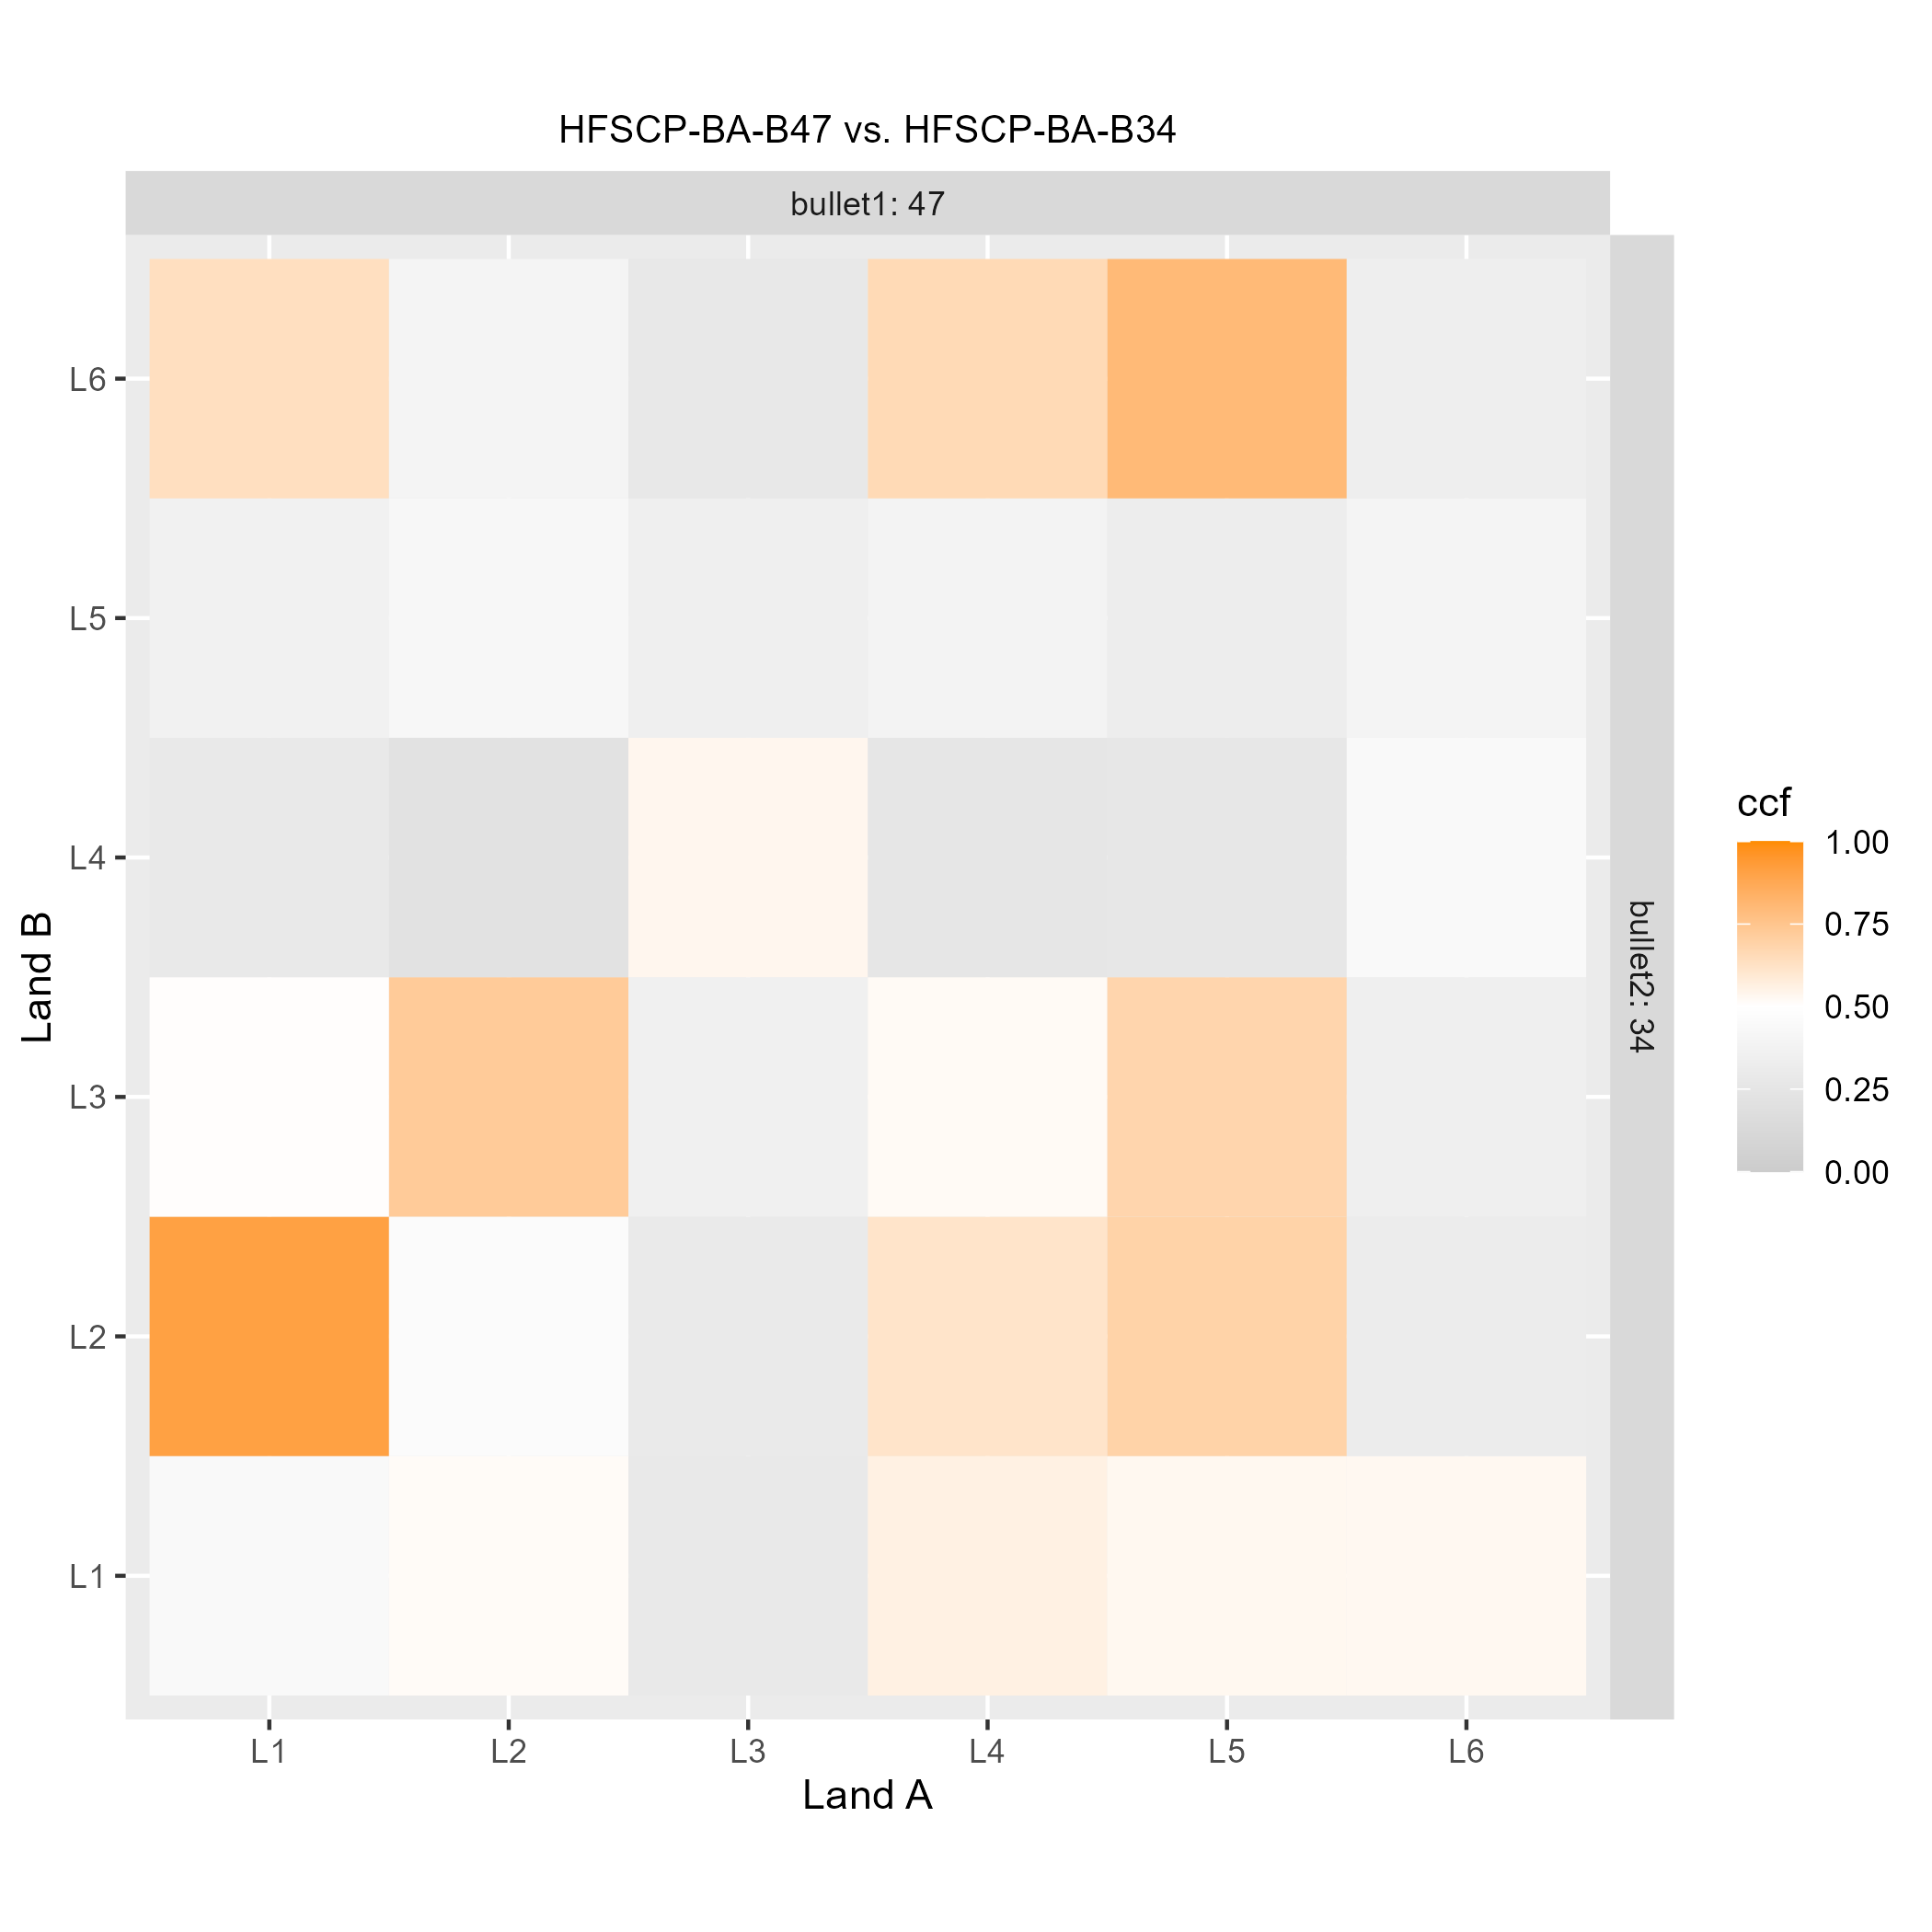 HFSCP-BA-B47 vs. HFSCP-BA-B34
bullet1: 47
L6
L5
L4
L3
L2
L1
Land B
bullet2: 34
L1 L2 L3 L4 L5 L6
Land A
ccf
1.00
0.75
0.50
0.25
0.00